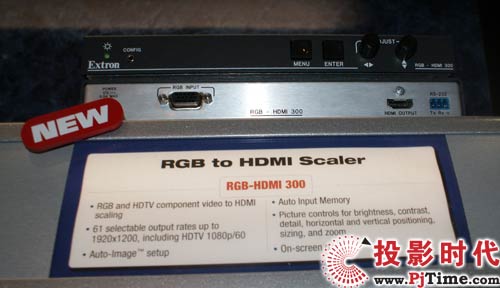 CONFIG
ADJUST
Extron
MENU
ENTER
RGB - HDMI 300
POWER
RGB INPUT
RGB - HDMI 300
HDMI OUTPUT
RS-232
NEW
RGB to HDMI Scaler
RGB-HDMI 300
• RGB and HDTV component video to HDMI
scaling
• 61 selectable output rates up to
1920x1200, including HDTV 1080p/60
• Auto-Image™ setup
• Auto Input Memory
• Picture controls for brightness, contrast,
detail, horizontal and vertical positioning,
sizing, and zoom
• On-screen
投影时代
www.PjTime.com